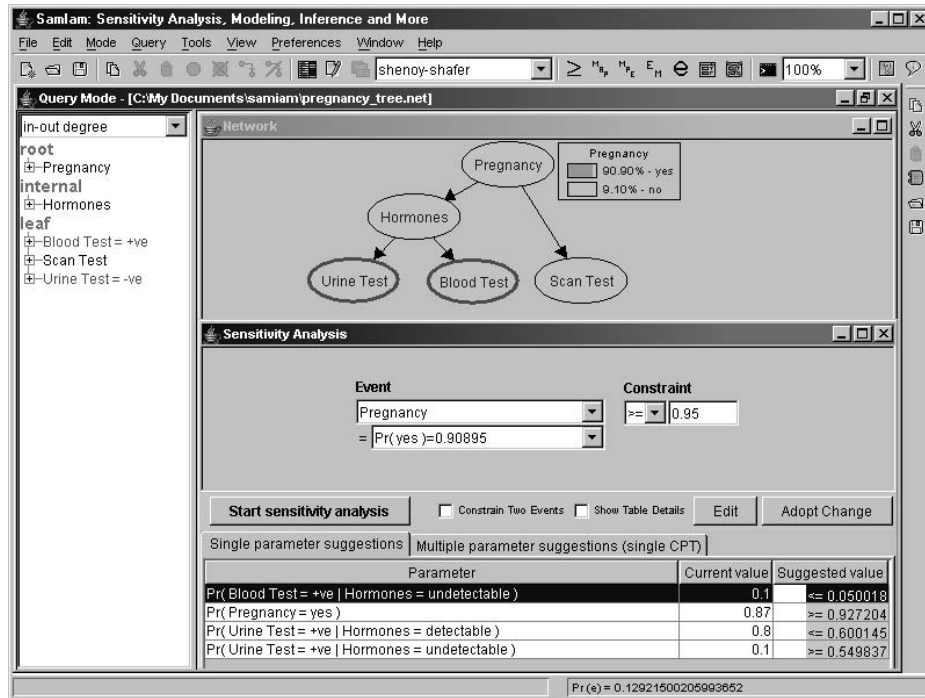 SamIam: Sensitivity Analysis, Modeling, Inference and More
File Edit Mode Query Tools View Preferences Window Help
shenoy-shafer
100%
Query Mode - [C:\My Documents\samiam\pregnancy_tree.net]
in-out degree
root
Pregnancy
internal
Hormones
leaf
Blood Test = +ve
Scan Test
Urine Test = -ve
Network
Pregnancy
Pregnancy
90.90% - yes
9.10% - no
Hormones
Urine Test
Blood Test
Scan Test
Sensitivity Analysis
Event
Constraint
Pregnancy
>= 0.95
= Pr( yes )=0.90895
Start sensitivity analysis
Constrain Two Events
Show Table Details
Edit
Adopt Change
Single parameter suggestions
Multiple parameter suggestions (single CPT)
Parameter Current value Suggested value
Pr( Blood Test = +ve | Hormones = undetectable ) 0.1 <= 0.050018
Pr( Pregnancy = yes ) 0.87 >= 0.927204
Pr( Urine Test = +ve | Hormones = detectable ) 0.8 <= 0.600145
Pr( Urine Test = +ve | Hormones = undetectable ) 0.1 >= 0.549837
Pr(e) = 0.12921500205993652